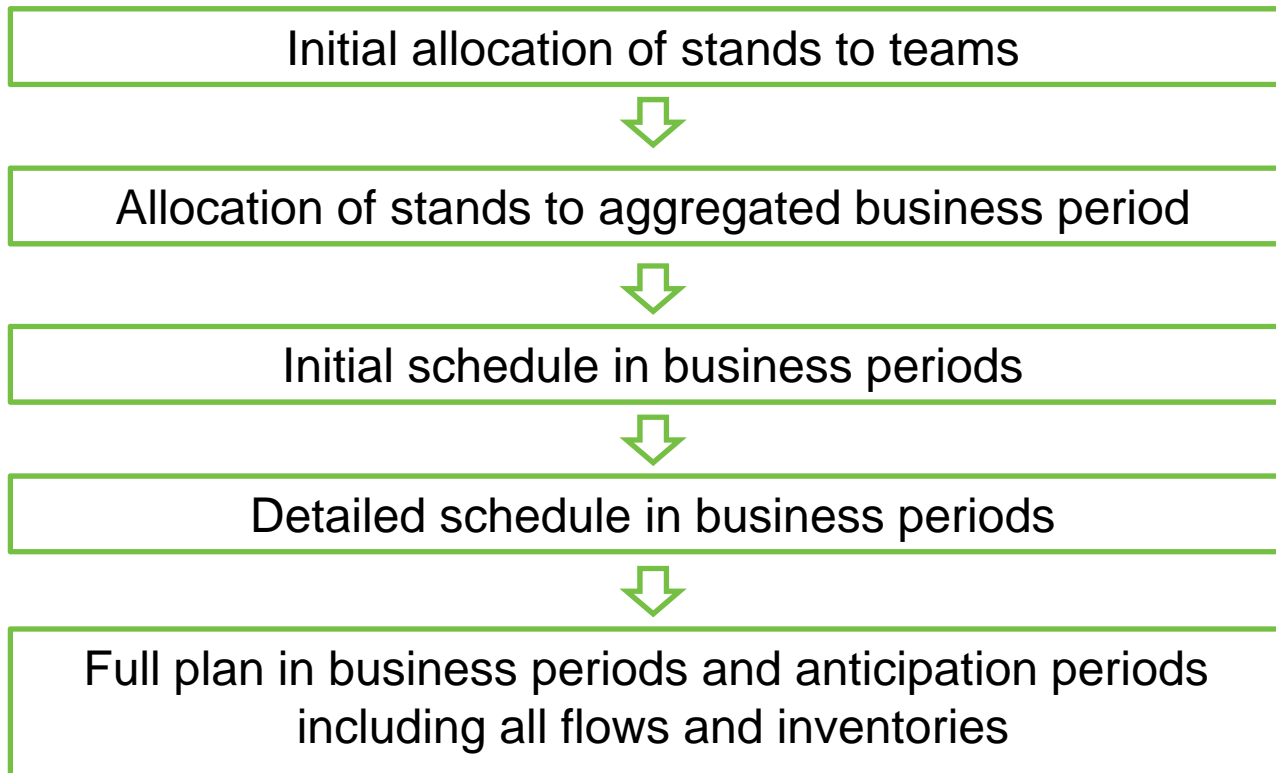 Initial allocation of stands to teams
Allocation of stands to aggregated business period
Initial schedule in business periods
Detailed schedule in business periods
Full plan in business periods and anticipation periods
including all flows and inventories